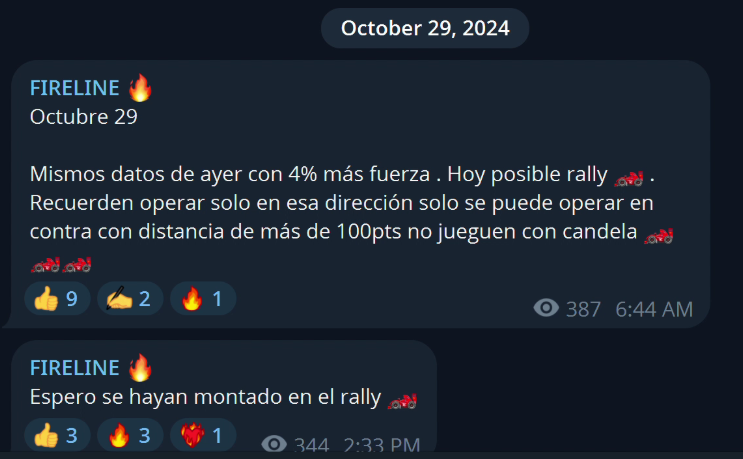 October 29, 2024
FIRELINE 🔥
Octubre 29
Mismos datos de ayer con 4% más fuerza . Hoy posible rally 🏎 .
Recuerden operar solo en esa dirección solo se puede operar en
contra con distancia de más de 100pts no jueguen con candela 🏎
🏎🏎
👍 9 ✍ 2 🔥 1 387 6:44 AM
FIRELINE 🔥
Espero se hayan montado en el rally 🏎
👍 3 🔥 3 ❤️‍🔥 1 344 2:33 PM